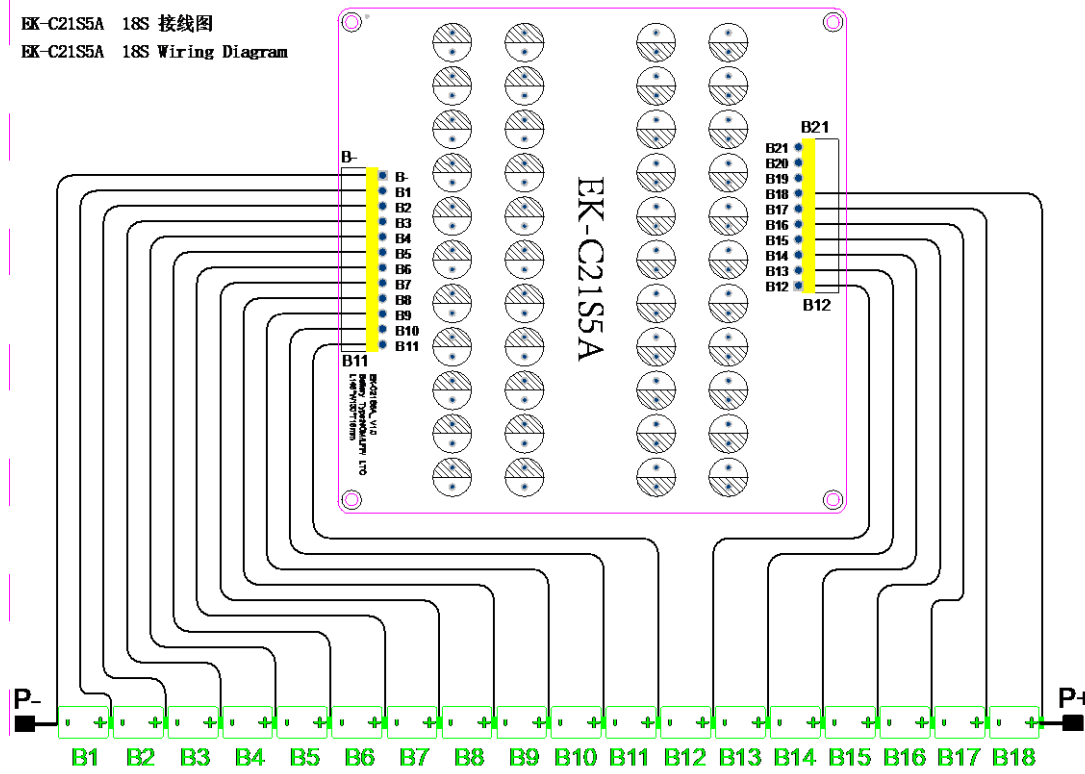 EK-C21S5A 18S 接线图
EK-C21S5A 18S Wiring Diagram
B-
B-
B1
B2
B3
B4
B5
B6
B7
B8
B9
B10
B11
B11
EK-C21S5A
B21
B21
B20
B19
B18
B17
B16
B15
B14
B13
B12
B12
P-
P+
B1 B2 B3 B4 B5 B6 B7 B8 B9 B10 B11 B12 B13 B14 B15 B16 B17 B18